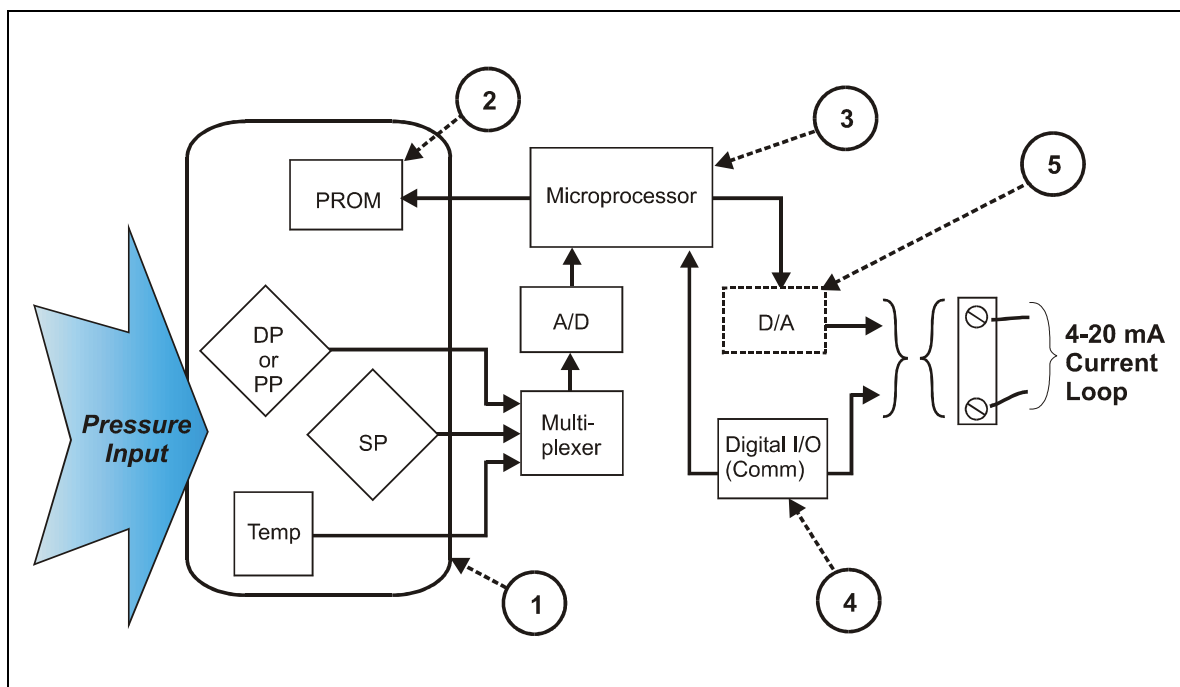 2
3
5
PROM
Microprocessor
A/D
D/A
4-20 mA
Current
Loop
DP
or
PP
Pressure
Input
SP
Multi-
plexer
Digital I/O
(Comm)
Temp
1
4